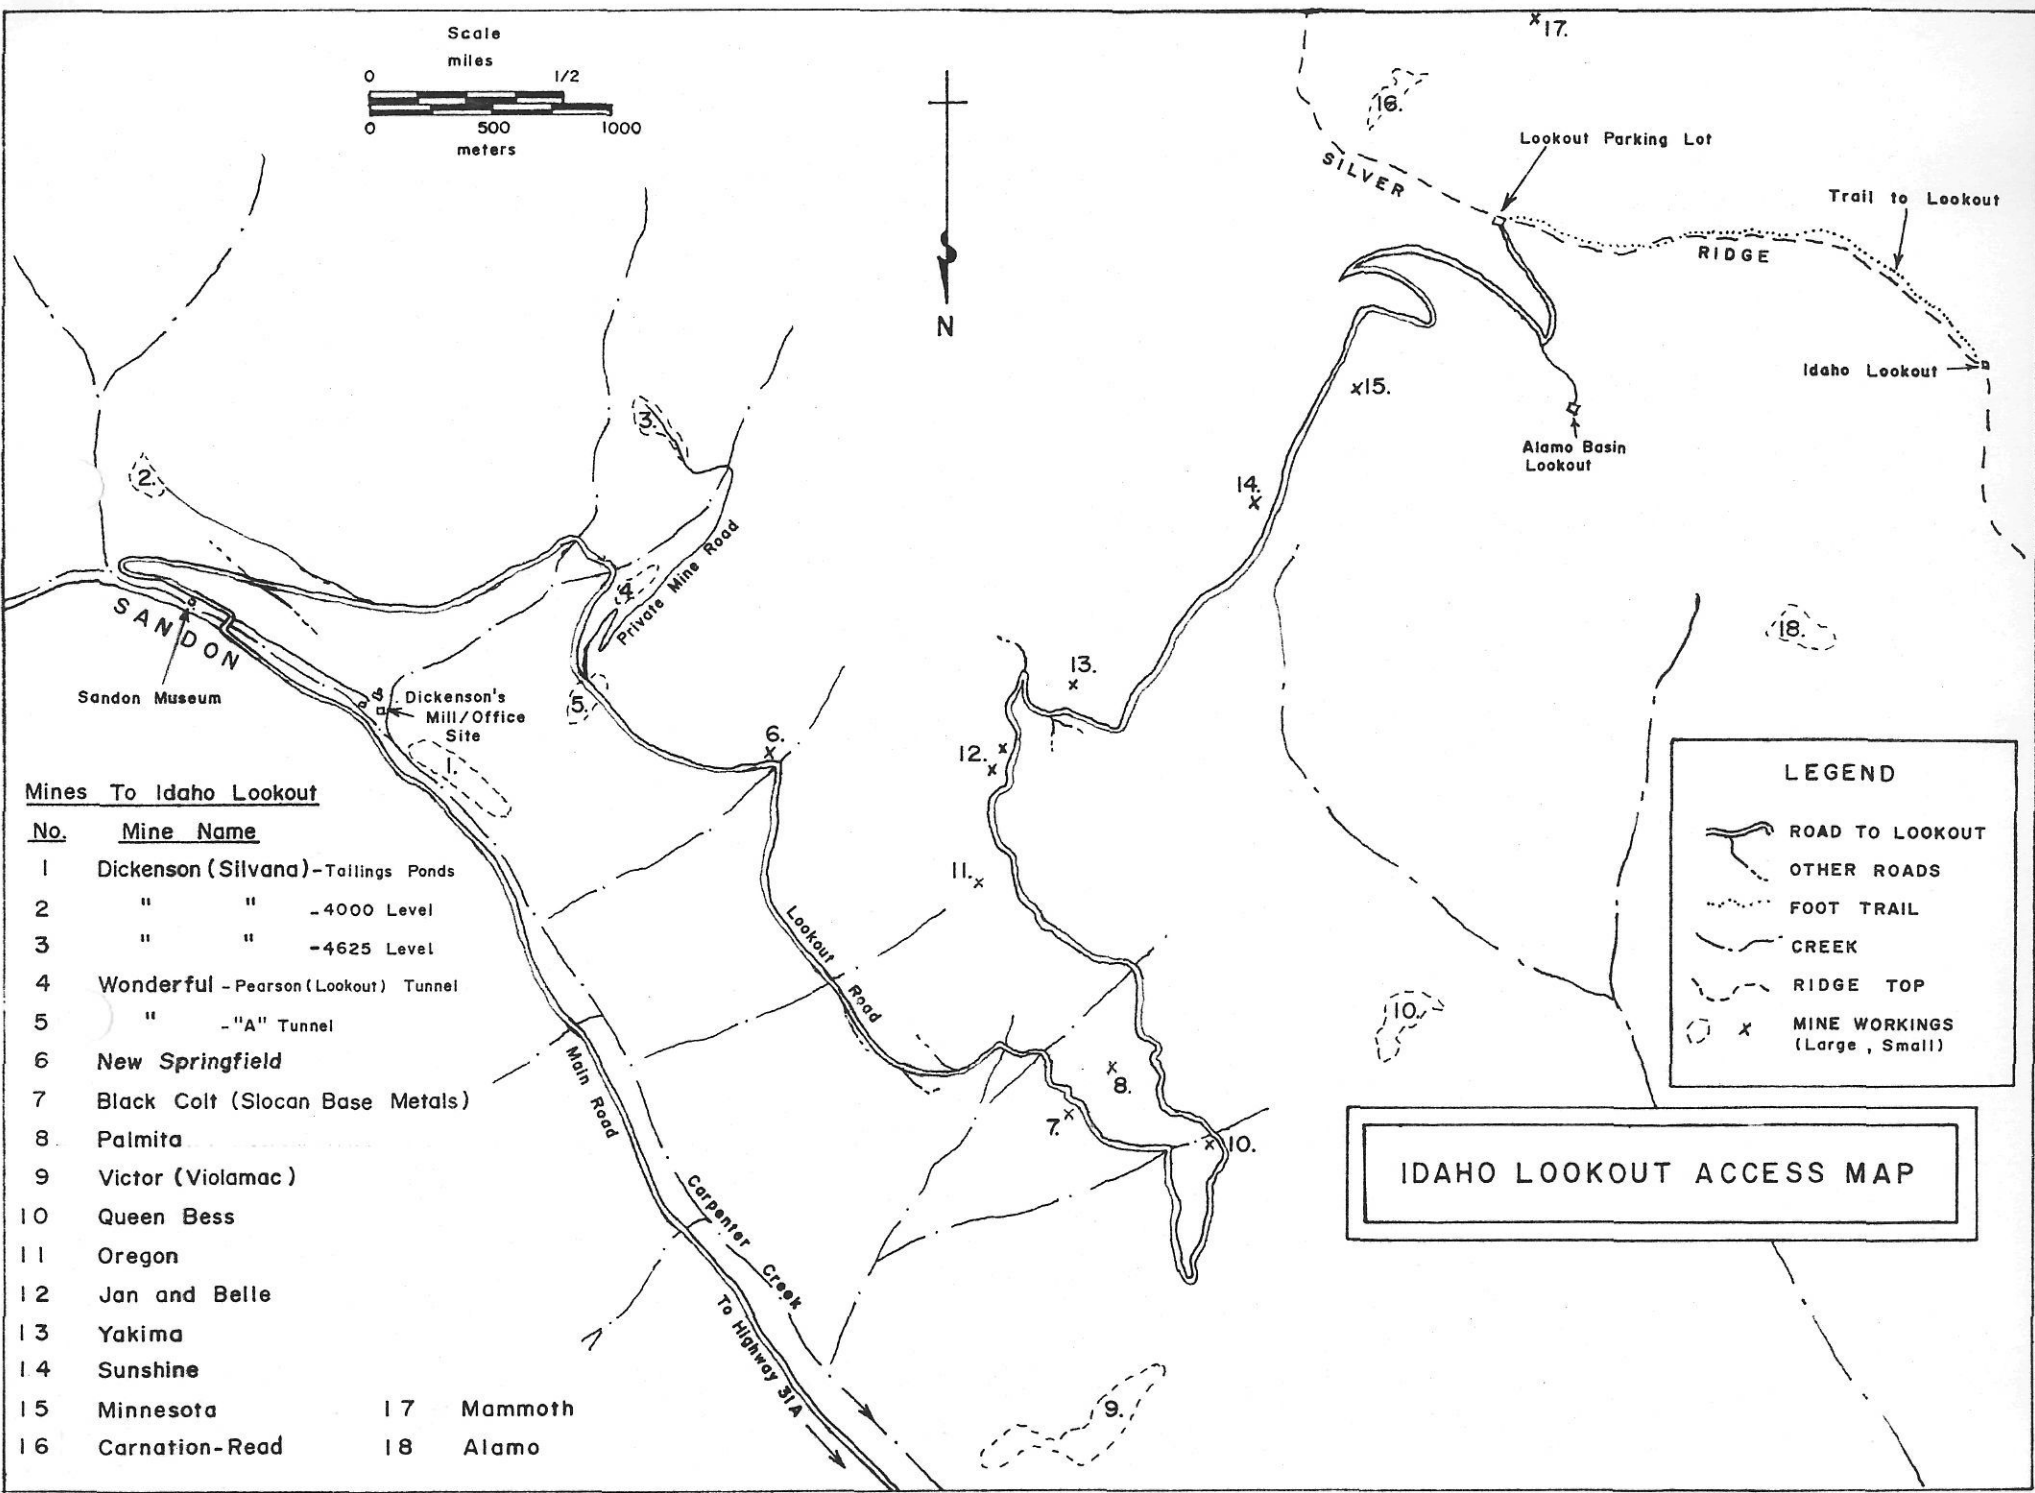 Scale
miles
0 1/2
0 500 1000
meters
N
17.
16.
Lookout Parking Lot
SILVER
RIDGE
Trail to Lookout
Idaho Lookout
15.
Alamo Basin
Lookout
14.
3.
2.
4.
Private Mine Road
SANDON
Sandon Museum
Dickenson's
Mill/Office
Site
5.
1.
6.
13.
12.
11.
18.
10.
Lookout Road
Main Road
8.
7.
10.
Carpenter Creek
To Highway 31A
9.
Mines To Idaho Lookout
No. Mine Name
1 Dickenson (Silvana)-Tailings Ponds
2 " " -4000 Level
3 " " -4625 Level
4 Wonderful - Pearson (Lookout) Tunnel
5 " -"A" Tunnel
6 New Springfield
7 Black Colt (Slocan Base Metals)
8 Palmita
9 Victor (Violamac)
10 Queen Bess
11 Oregon
12 Jan and Belle
13 Yakima
14 Sunshine
15 Minnesota 17 Mammoth
16 Carnation-Read 18 Alamo
LEGEND
ROAD TO LOOKOUT
OTHER ROADS
FOOT TRAIL
CREEK
RIDGE TOP
MINE WORKINGS
(Large, Small)
IDAHO LOOKOUT ACCESS MAP